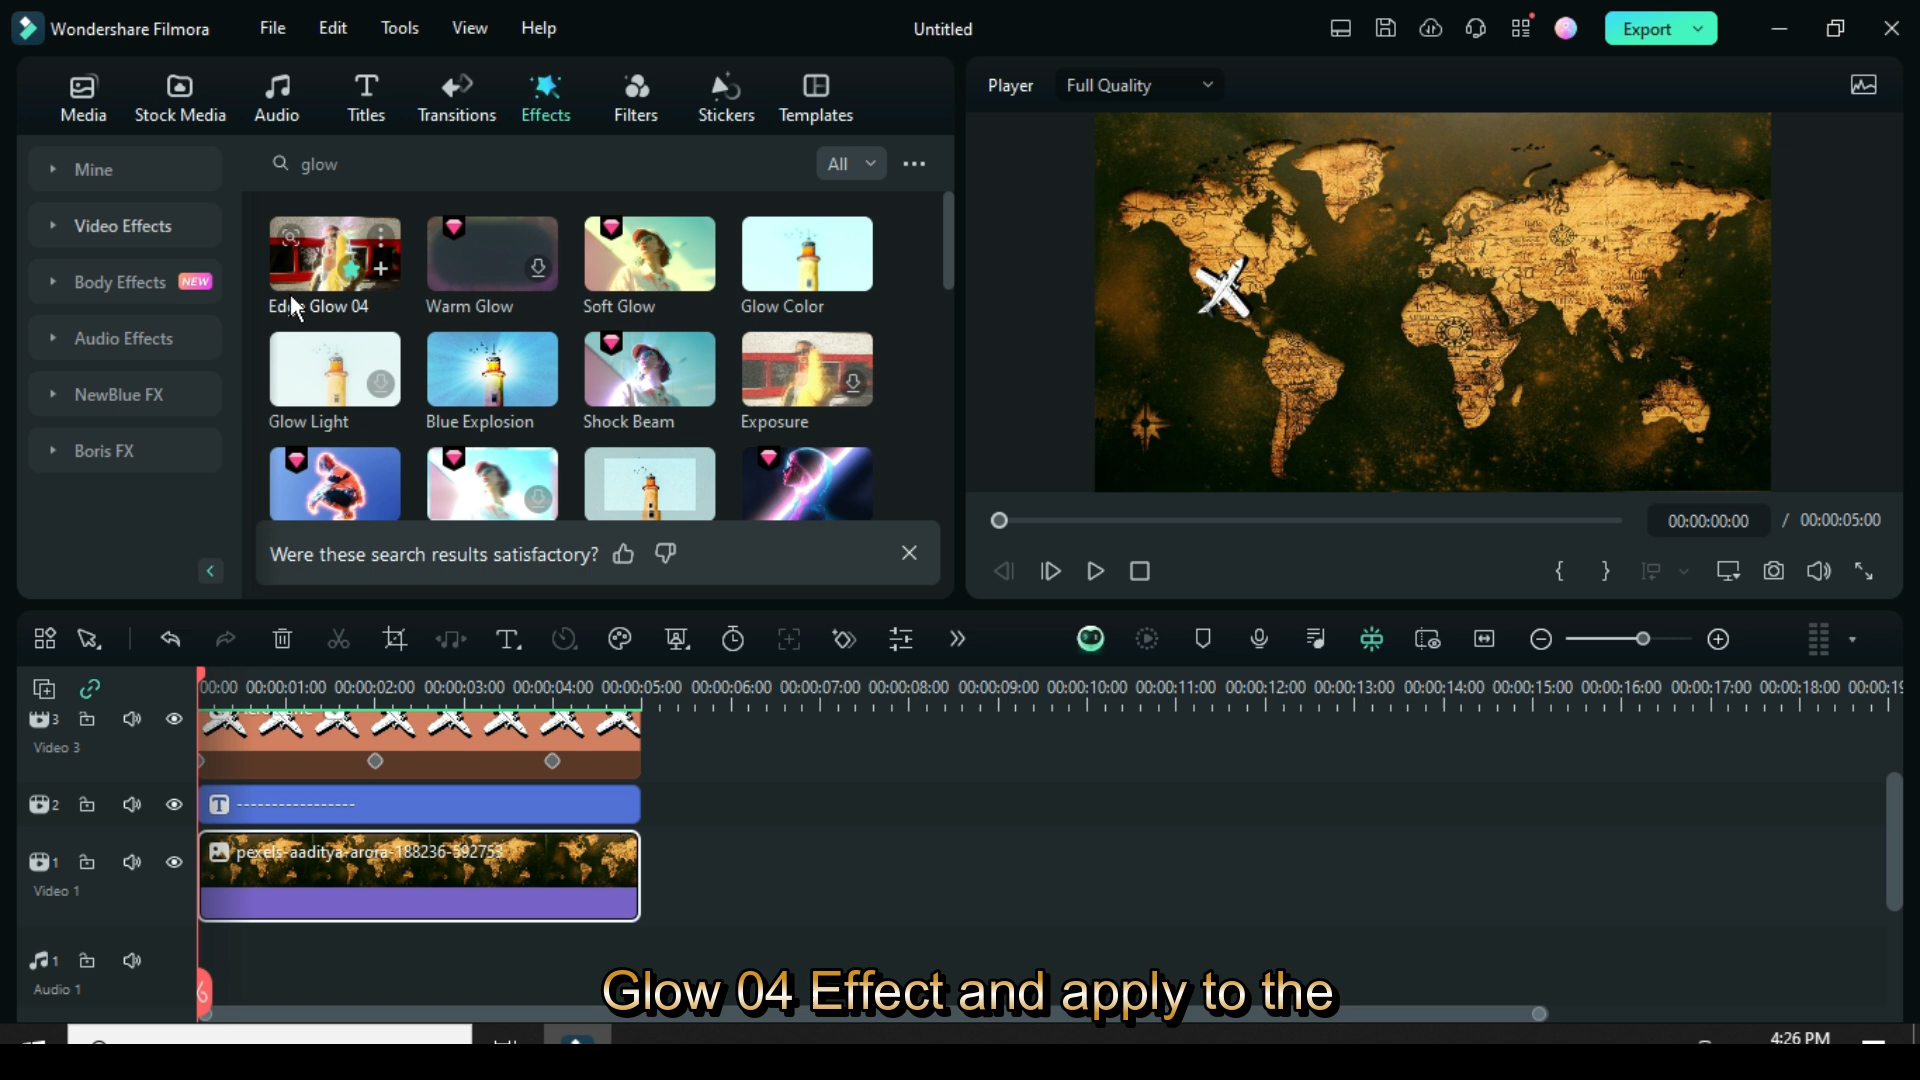 Wondershare Filmora
File
Edit
Tools
View
Help
Untitled
Export
Media
Stock Media
Audio
Titles
Transitions
Effects
Filters
Stickers
Templates
Player
Full Quality
Mine
Video Effects
Body Effects
NEW
Audio Effects
NewBlue FX
Boris FX
glow
All
Edge Glow 04
Warm Glow
Soft Glow
Glow Color
Glow Light
Blue Explosion
Shock Beam
Exposure
Were these search results satisfactory?
00:00:00:00 / 00:00:05:00
00:00 00:00:01:00 00:00:02:00 00:00:03:00 00:00:04:00 00:00:05:00 00:00:06:00 00:00:07:00 00:00:08:00 00:00:09:00 00:00:10:00 00:00:11:00 00:00:12:00 00:00:13:00 00:00:14:00 00:00:15:00 00:00:16:00 00:00:17:00 00:00:18:00
3
Video 3
2
T -----------------
1
pexels-aaditya-arora-188236-592753
Video 1
1
Audio 1
Glow 04 Effect and apply to the
4:26 PM